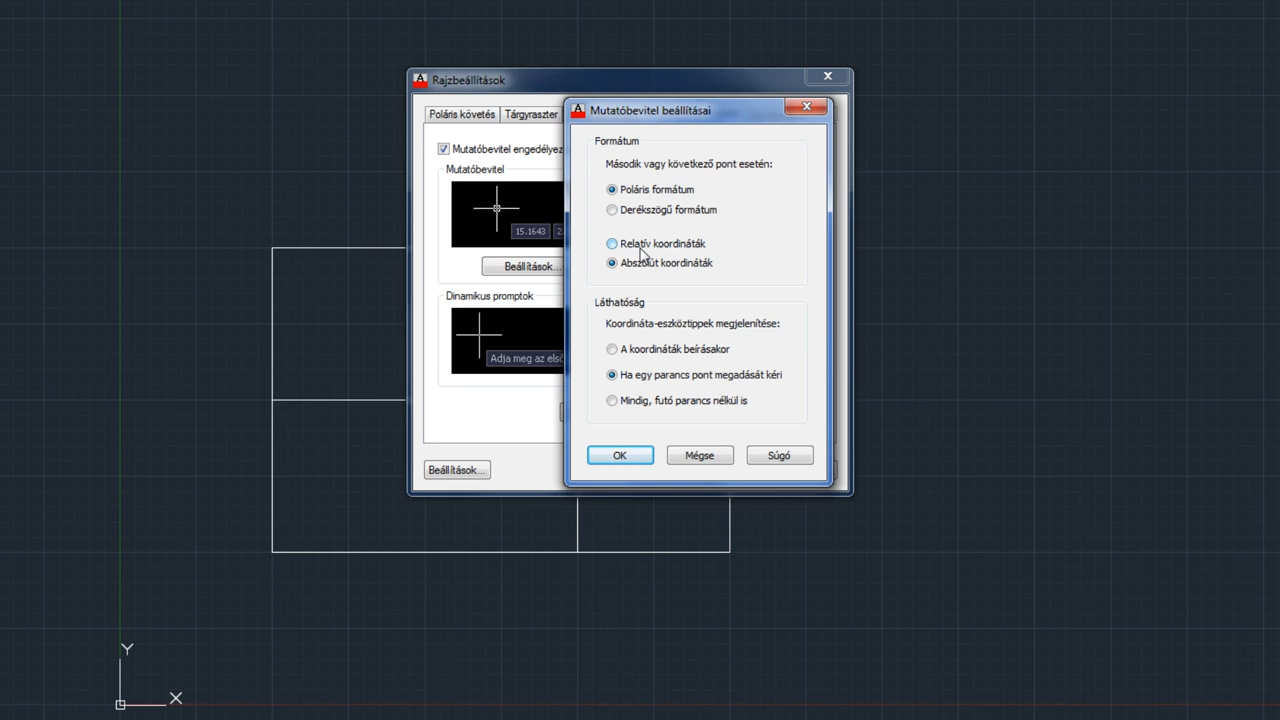 Rajzbeállítások
Poláris követés
Tárgyraszter
Mutatóbevitel engedélyez
Mutatóbevitel
15.1643
Beállítások...
Dinamikus promptok
Adja meg az első
Beállítások...
Mutatóbevitel beállításai
Formátum
Második vagy következő pont esetén:
Poláris formátum
Derékszögű formátum
Relatív koordináták
Abszolút koordináták
Láthatóság
Koordináta-eszköztippek megjelenítése:
A koordináták beírásakor
Ha egy parancs pont megadását kéri
Mindig, futó parancs nélkül is
OK
Mégse
Súgó
Y
X